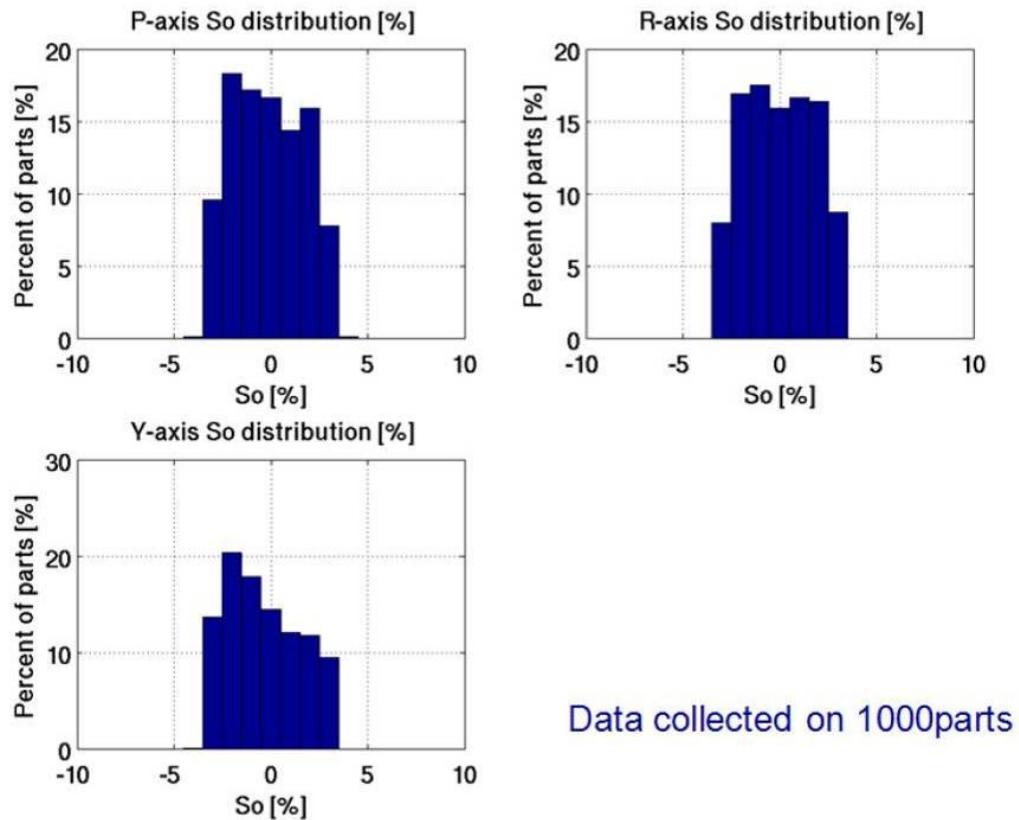 P-axis So distribution [%]
Percent of parts [%]
20
15
10
5
0
-10 -5 0 5 10
So [%]
R-axis So distribution [%]
Percent of parts [%]
20
15
10
5
0
-10 -5 0 5 10
So [%]
Y-axis So distribution [%]
Percent of parts [%]
30
20
10
0
-10 -5 0 5 10
So [%]
Data collected on 1000parts